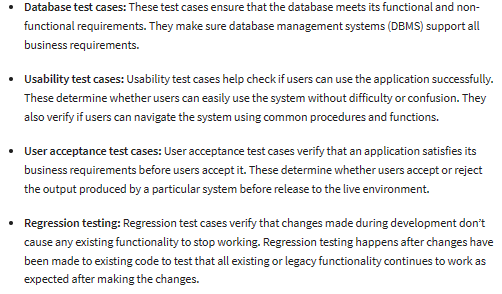 • Database test cases: These test cases ensure that the database meets its functional and non-
functional requirements. They make sure database management systems (DBMS) support all
business requirements.
• Usability test cases: Usability test cases help check if users can use the application successfully.
These determine whether users can easily use the system without difficulty or confusion. They
also verify if users can navigate the system using common procedures and functions.
• User acceptance test cases: User acceptance test cases verify that an application satisfies its
business requirements before users accept it. These determine whether users accept or reject
the output produced by a particular system before release to the live environment.
• Regression testing: Regression test cases verify that changes made during development don’t
cause any existing functionality to stop working. Regression testing happens after changes have
been made to existing code to test that all existing or legacy functionality continues to work as
expected after making the changes.